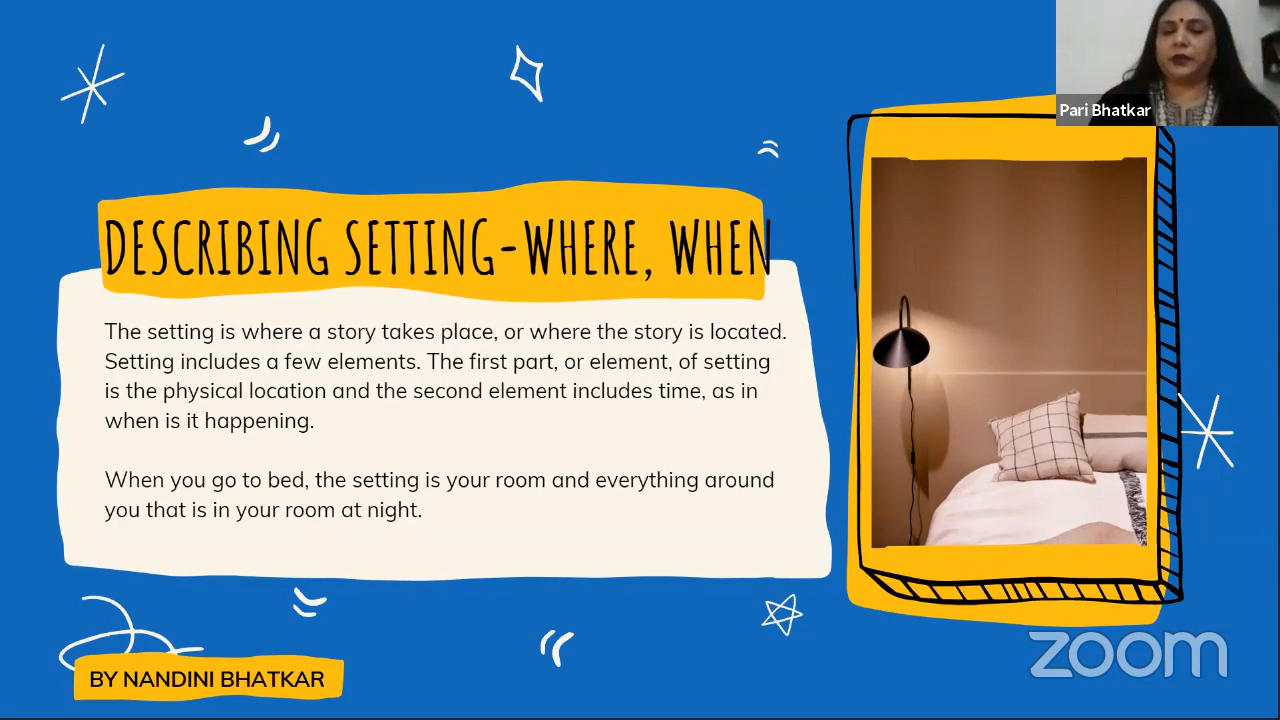 Pari Bhatkar
DESCRIBING SETTING-WHERE, WHEN
The setting is where a story takes place, or where the story is located.
Setting includes a few elements. The first part, or element, of setting
is the physical location and the second element includes time, as in
when is it happening.
When you go to bed, the setting is your room and everything around
you that is in your room at night.
BY NANDINI BHATKAR
zoom